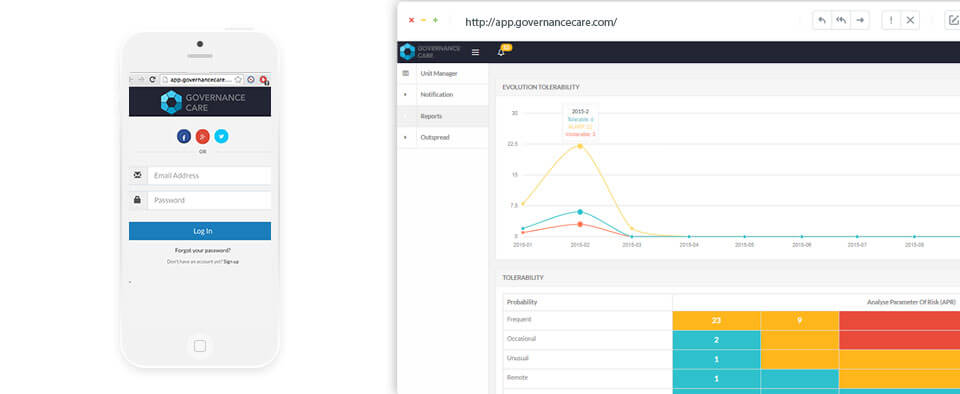 app.governancecare....
GOVERNANCE
CARE
OR
Email Address
Password
Log In
Forgot your password?
Don't have an account yet? Sign up
http://app.governancecare.com/
GOVERNANCE
CARE
Unit Manager
Notification
Reports
Outspread
EVOLUTION TOLERABILITY
30
22.5
15
7.5
0
2015-2
Tolerable: 6
Intolerable: 3
2015-01
2015-02
2015-03
2015-04
2015-05
2015-06
2015-07
2015-08
TOLERABILITY
Probability
Analyse Parameter Of Risk (APR)
Frequent
23
9
Occasional
2
Unusual
1
Remote
1